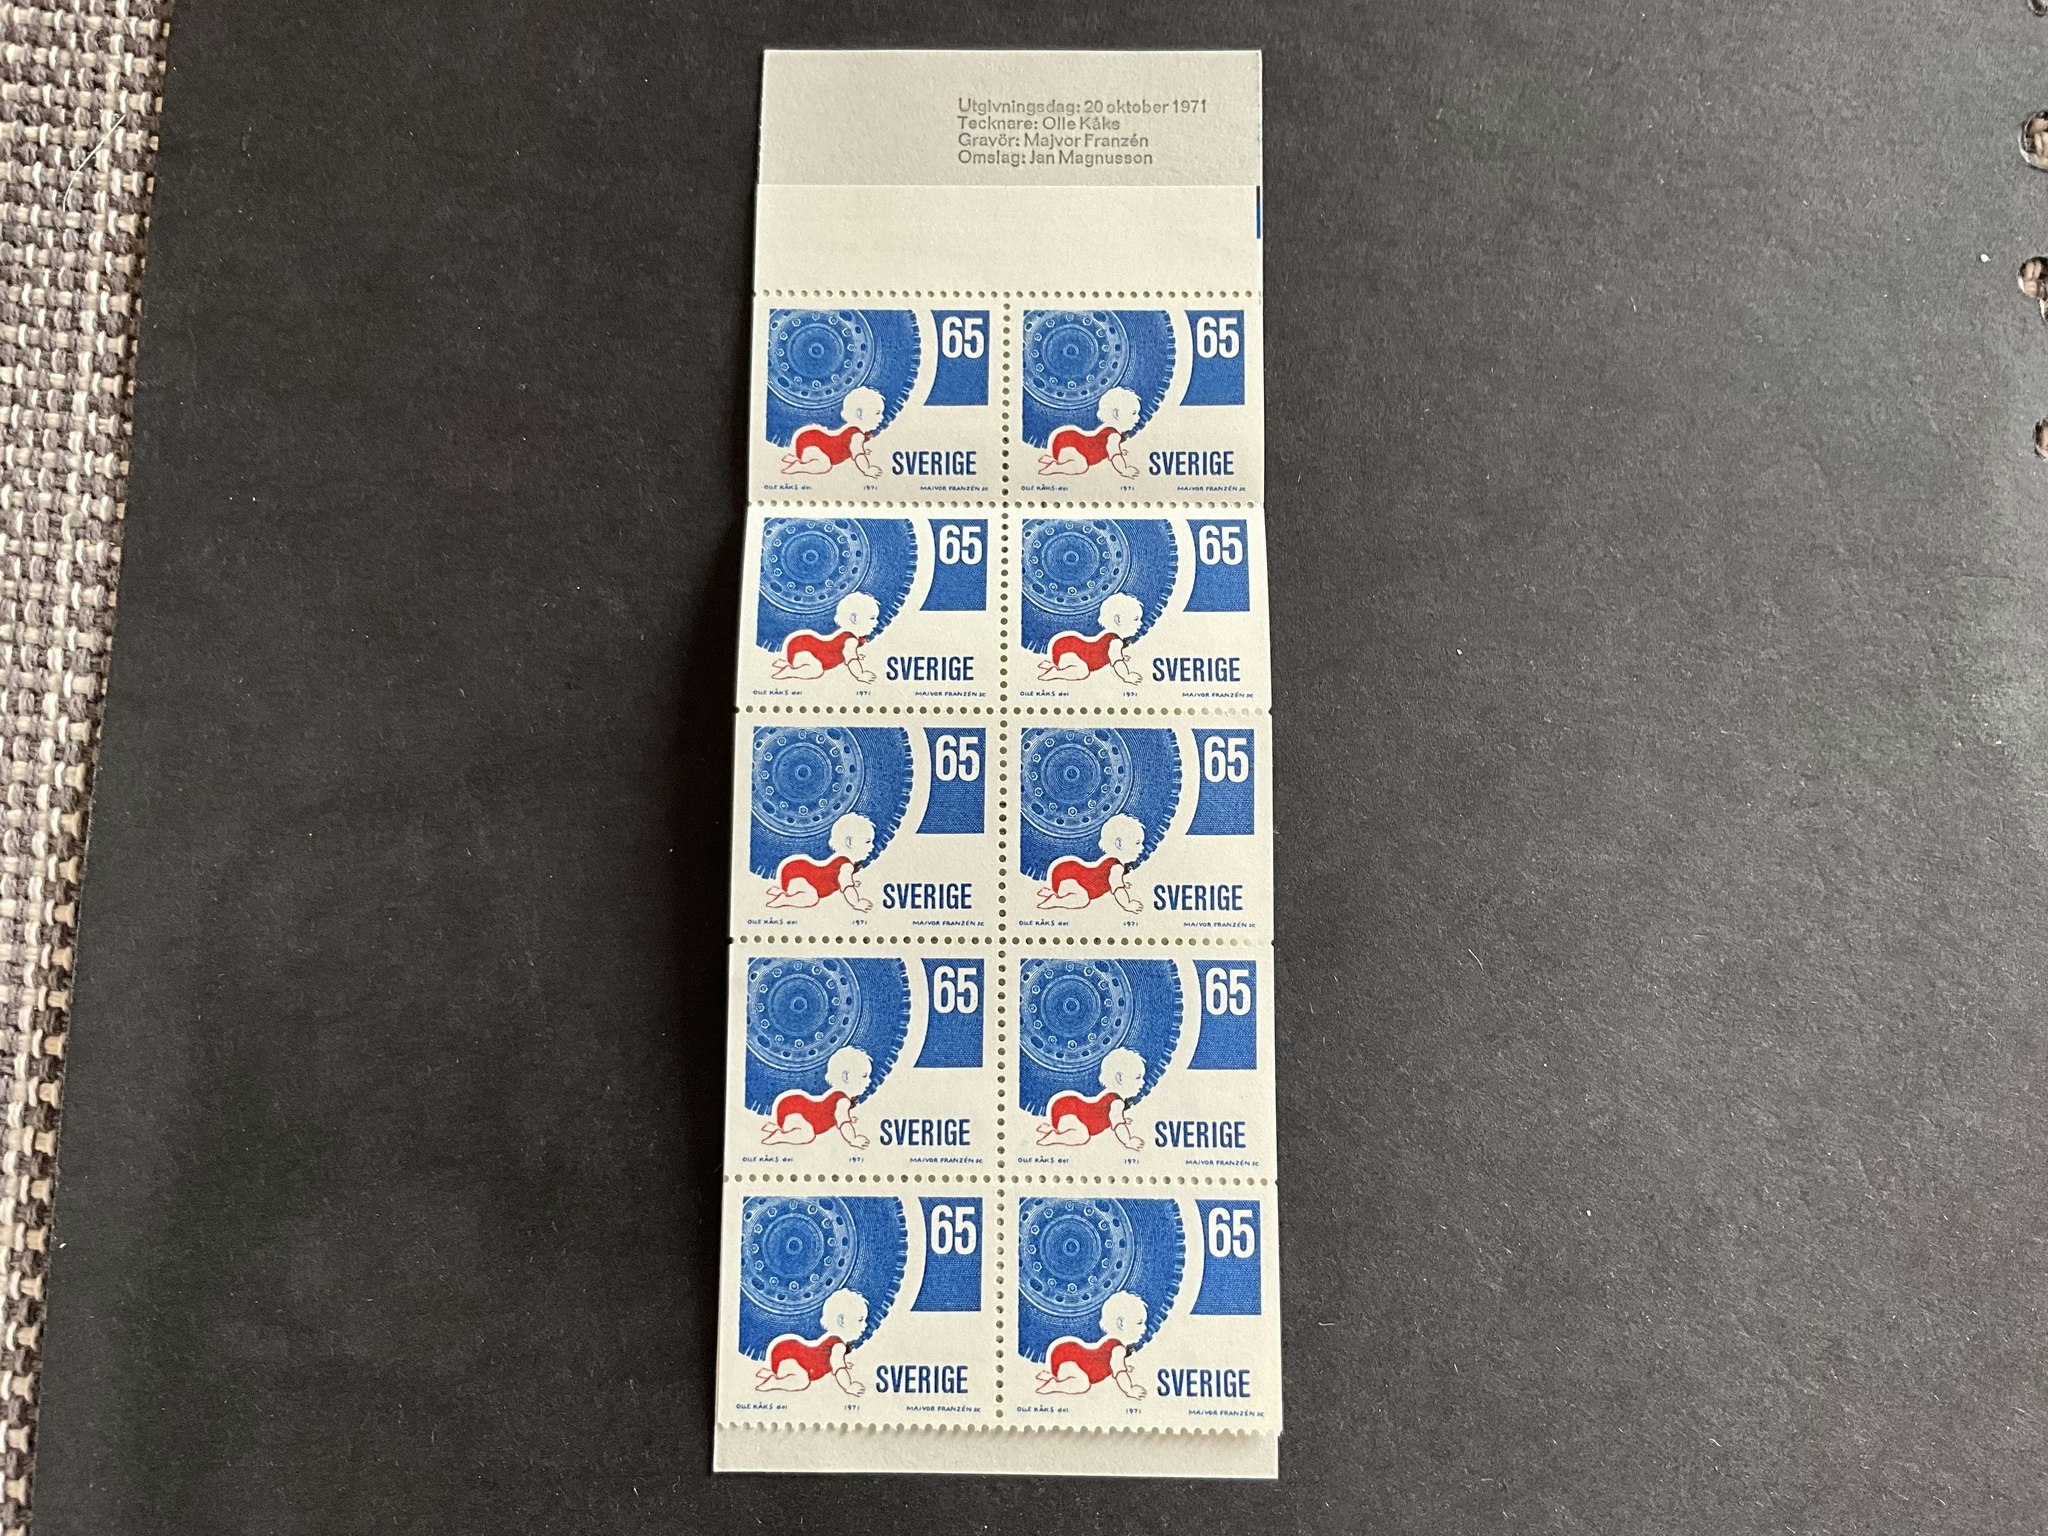 Utgivningsdag: 20 oktober 1971
Tecknare: Olle Kåks
Gravör: Majvor Franzén
Omslag: Jan Magnusson
65 65
SVERIGE SVERIGE
OLLE KÅKS del 1971 MAJVOR FRANZÉN SC OLLE KÅKS del 1971 MAJVOR FRANZÉN SC
65 65
SVERIGE SVERIGE
OLLE KÅKS del 1971 MAJVOR FRANZÉN SC OLLE KÅKS del 1971 MAJVOR FRANZÉN SC
65 65
SVERIGE SVERIGE
OLLE KÅKS del 1971 MAJVOR FRANZÉN SC OLLE KÅKS del 1971 MAJVOR FRANZÉN SC
65 65
SVERIGE SVERIGE
OLLE KÅKS del 1971 MAJVOR FRANZÉN SC OLLE KÅKS del 1971 MAJVOR FRANZÉN SC
65 65
SVERIGE SVERIGE
OLLE KÅKS del 1971 MAJVOR FRANZÉN SC OLLE KÅKS del 1971 MAJVOR FRANZÉN SC